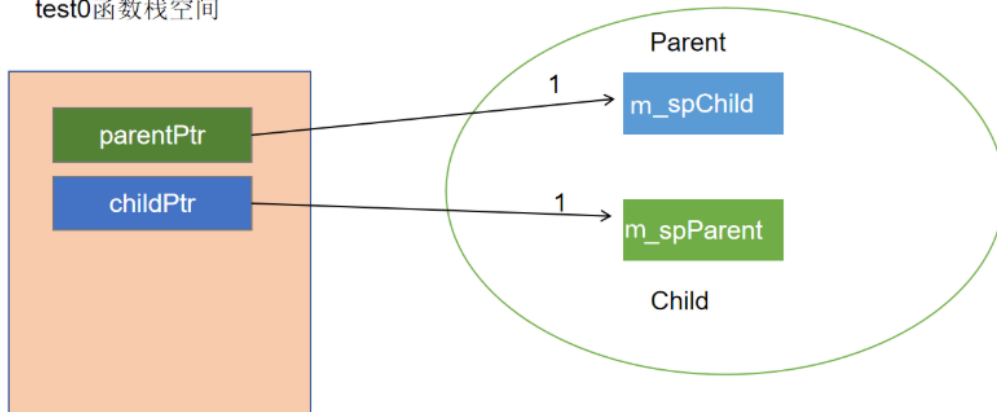 test0函数栈空间
Parent
1
m_spChild
parentPtr
childPtr
1
m_spParent
Child